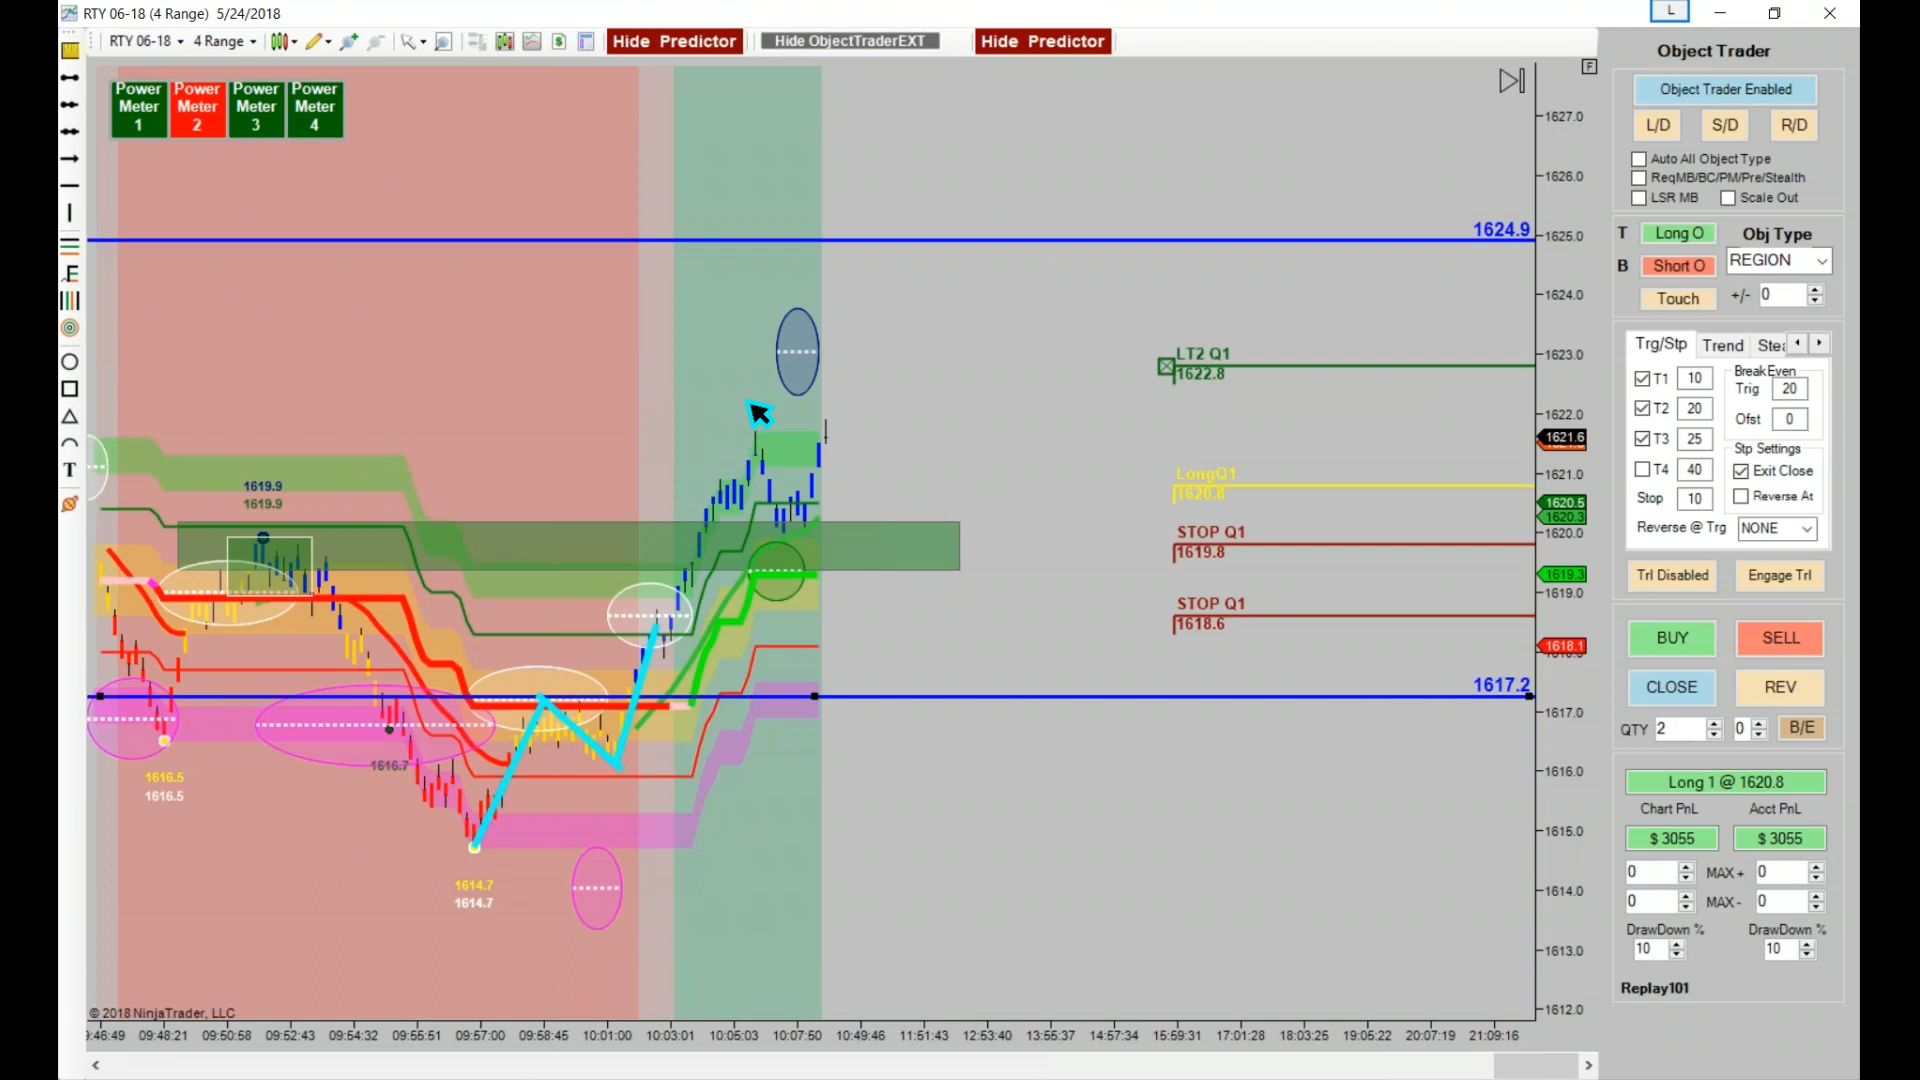 RTY 06-18 (4 Range)  5/24/2018
L
RTY 06-18
4 Range
Hide Predictor
Hide ObjectTraderEXT
Hide Predictor
Power Meter 1
Power Meter 2
Power Meter 3
Power Meter 4
F
1624.9
LT2 Q1
1622.8
LongQ1
1620.8
STOP Q1
1619.8
STOP Q1
1618.6
1617.2
1619.9
1619.9
1616.5
1616.5
1616.7
1614.7
1614.7
1627.0
1626.0
1625.0
1624.0
1623.0
1622.0
1621.6
1621.0
1620.5
1620.3
1620.0
1619.3
1619.0
1618.1
1617.0
1616.0
1615.0
1614.0
1613.0
1612.0
© 2018 NinjaTrader, LLC
9:46:49 09:48:21 09:50:58 09:52:43 09:54:32 09:55:51 09:57:00 09:58:45 10:01:00 10:03:01 10:05:03 10:07:50 10:49:46 11:51:43 12:53:40 13:55:37 14:57:34 15:59:31 17:01:28 18:03:25 19:05:22 20:07:19 21:09:16
Object Trader
Object Trader Enabled
L/D S/D R/D
Auto All Object Type
ReqMB/BC/PM/Pre/Stealth
LSR MB Scale Out
T Long O Obj Type
B Short O REGION
Touch +/- 0
Trg/Stp Trend Stea
T1 10
T2 20
T3 25
T4 40
Stop 10
BreakEven
Trig 20
Ofst 0
Stp Settings
Exit Close
Reverse At
Reverse @ Trg NONE
Trl Disabled Engage Trl
BUY SELL
CLOSE REV
QTY 2 0 B/E
Long 1 @ 1620.8
Chart PnL Acct PnL
$ 3055 $ 3055
0 MAX + 0
0 MAX - 0
DrawDown % DrawDown %
10 10
Replay101